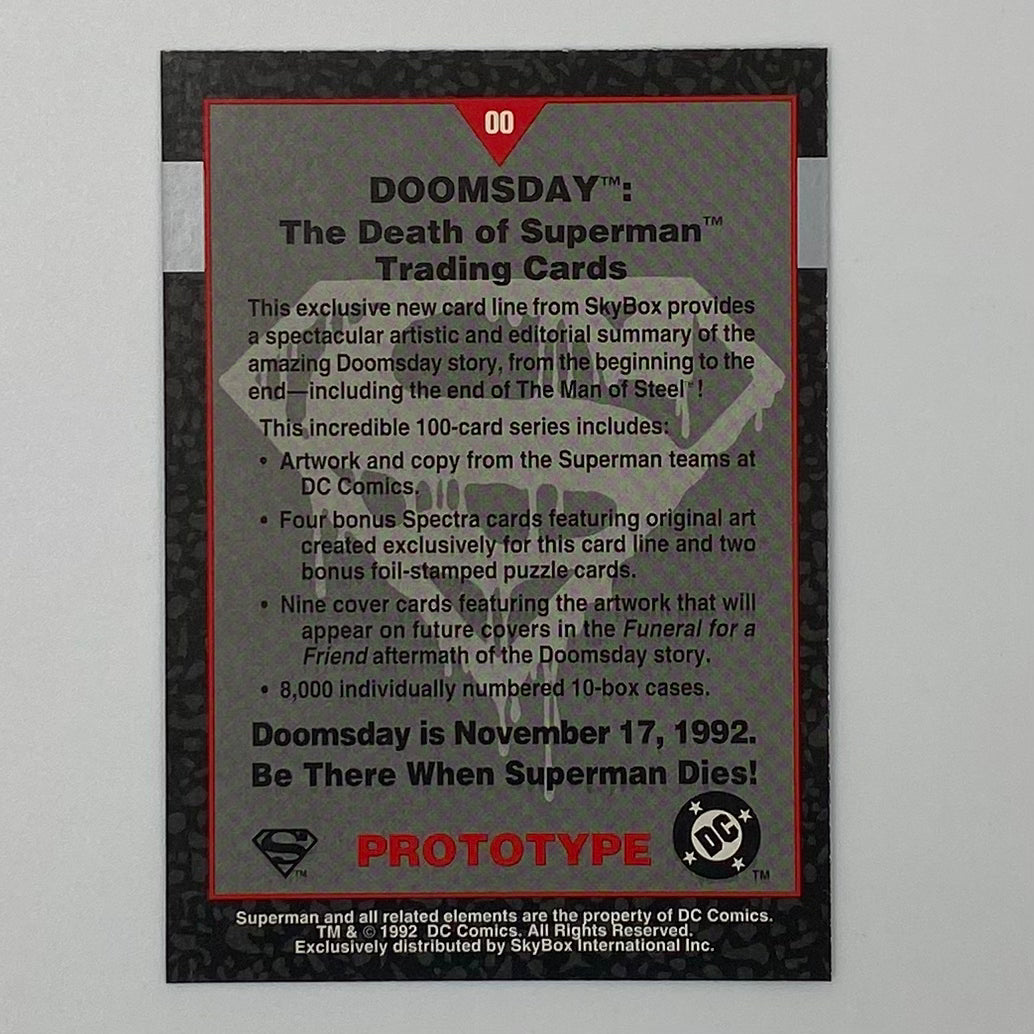 00
DOOMSDAY™:
The Death of Superman™
Trading Cards
This exclusive new card line from SkyBox provides
a spectacular artistic and editorial summary of the
amazing Doomsday story, from the beginning to the
end—including the end of The Man of Steel™!
This incredible 100-card series includes:
• Artwork and copy from the Superman teams at
DC Comics.
• Four bonus Spectra cards featuring original art
created exclusively for this card line and two
bonus foil-stamped puzzle cards.
• Nine cover cards featuring the artwork that will
appear on future covers in the Funeral for a
Friend aftermath of the Doomsday story.
• 8,000 individually numbered 10-box cases.
Doomsday is November 17, 1992.
Be There When Superman Dies!
S™ PROTOTYPE DC™
Superman and all related elements are the property of DC Comics.
TM & © 1992 DC Comics. All Rights Reserved.
Exclusively distributed by SkyBox International Inc.